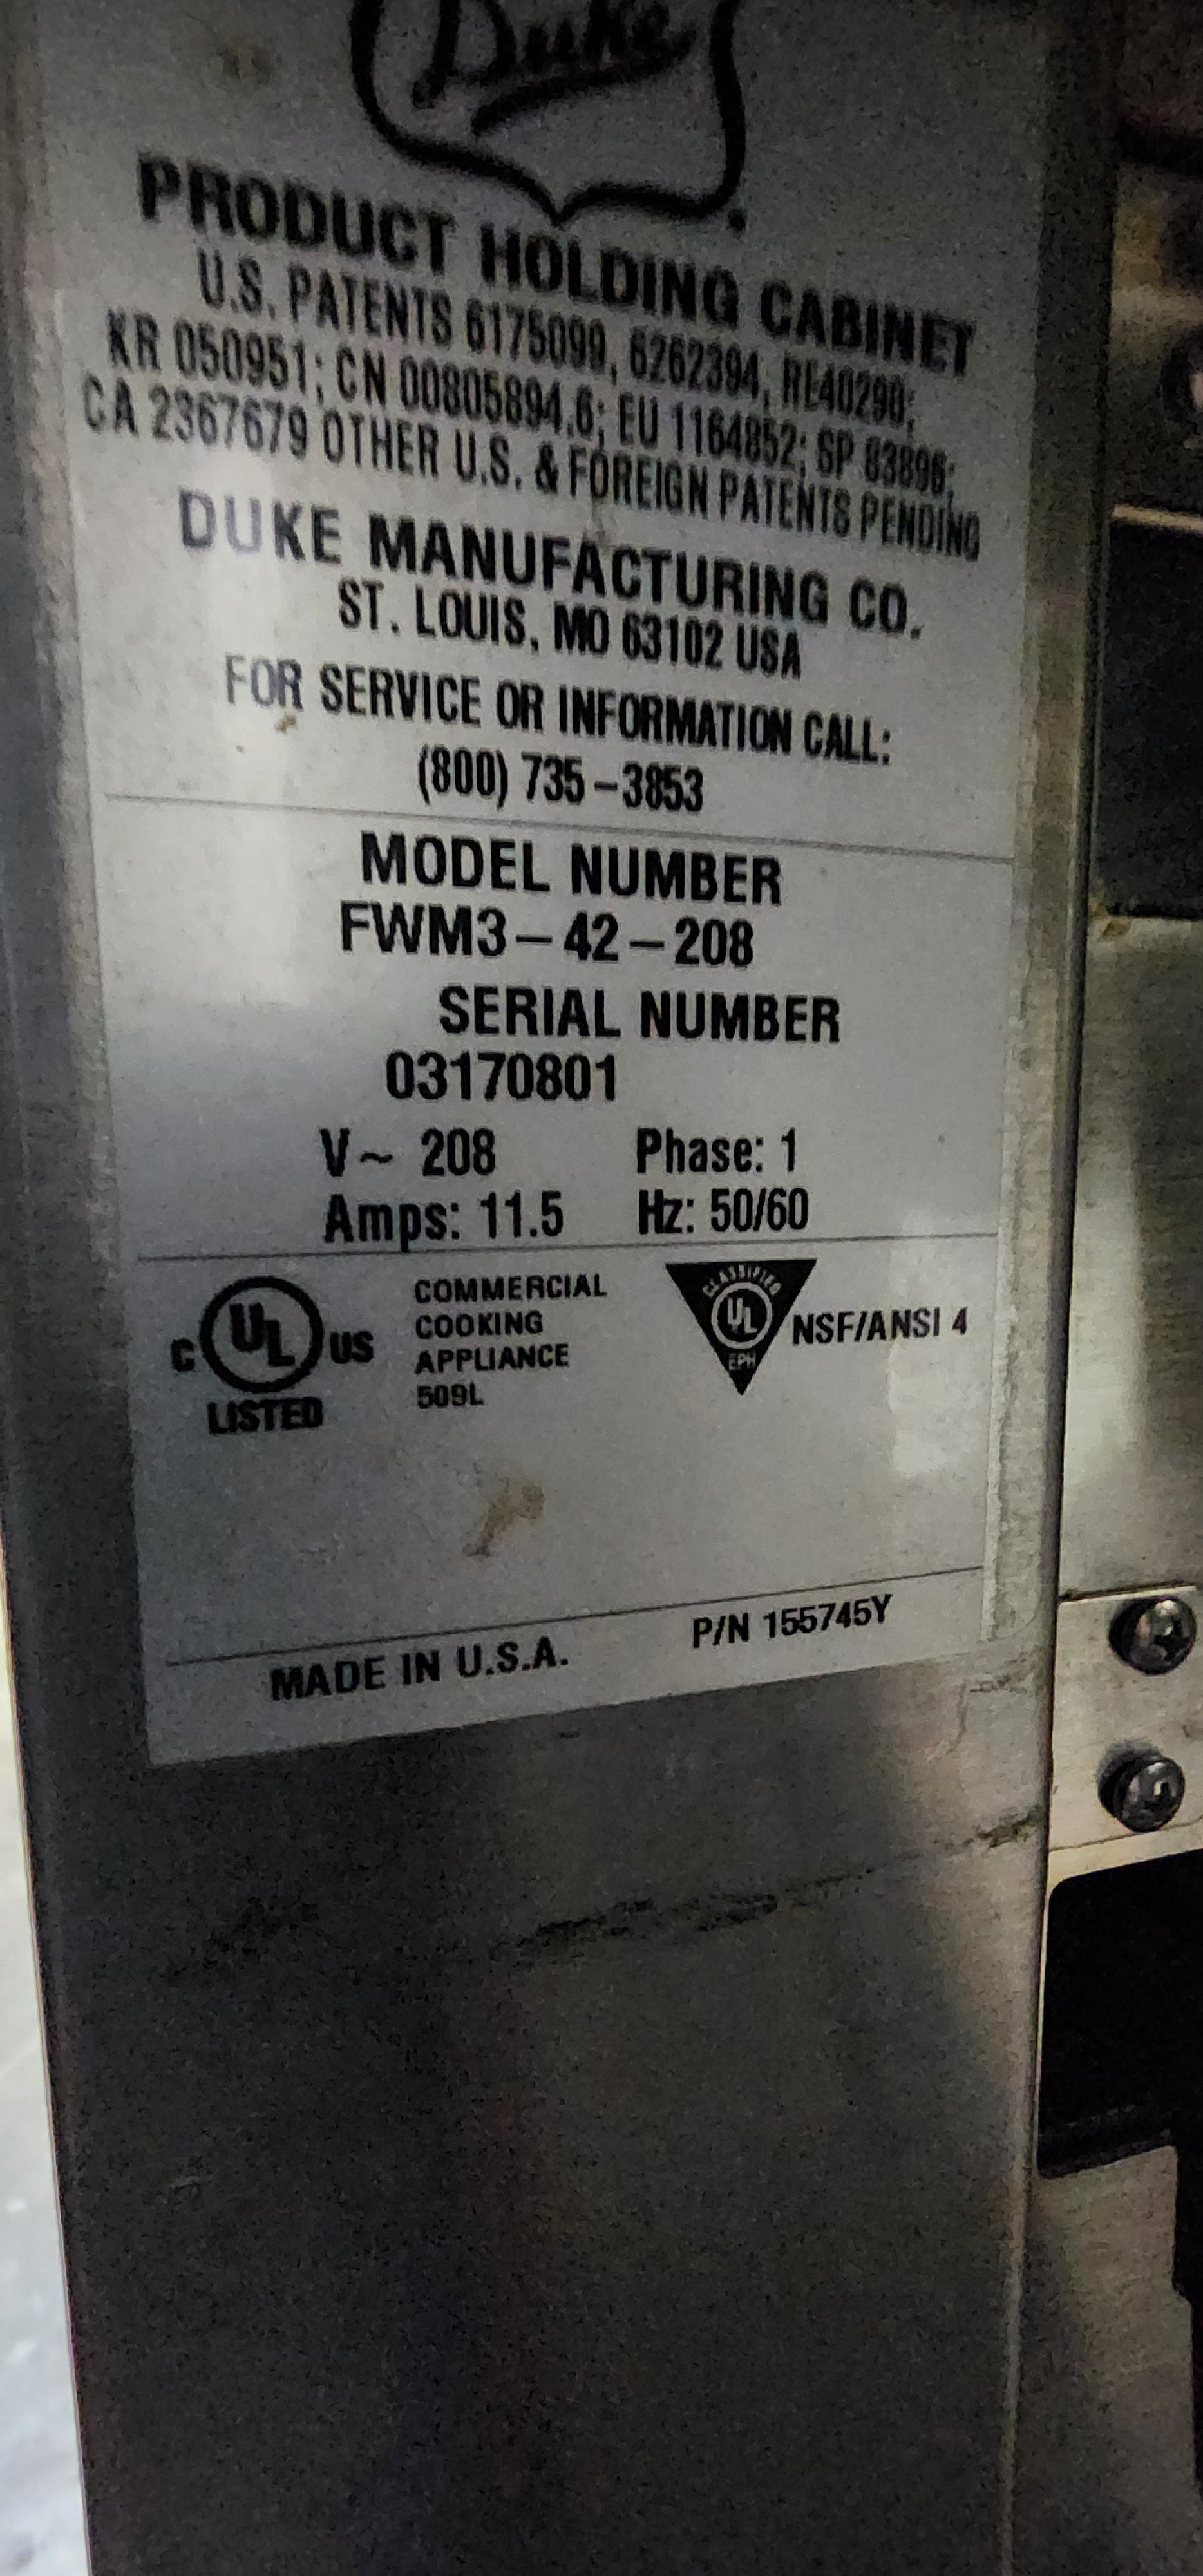 Duke
PRODUCT HOLDING CABINET
U.S. PATENTS 6175099, 6262394, RE40290;
KR 050951; CN 00805894.6; EU 1164852; SP 83896;
CA 2367679 OTHER U.S. & FOREIGN PATENTS PENDING
DUKE MANUFACTURING CO.
ST. LOUIS, MO 63102 USA
FOR SERVICE OR INFORMATION CALL:
(800) 735-3853
MODEL NUMBER
FWM3-42-208
SERIAL NUMBER
03170801
V~ 208 Phase: 1
Amps: 11.5 Hz: 50/60
C UL US
LISTED
COMMERCIAL
COOKING
APPLIANCE
509L
CLASSIFIED
UL
EPH
NSF/ANSI 4
MADE IN U.S.A. P/N 155745Y